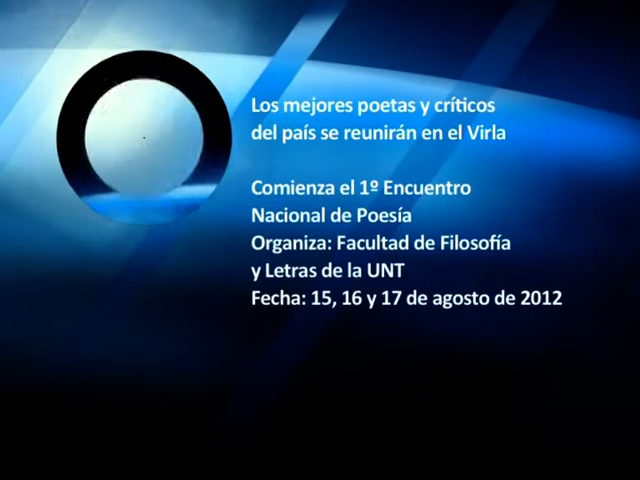 Los mejores poetas y críticos
del país se reunirán en el Virla
Comienza el 1º Encuentro
Nacional de Poesía
Organiza: Facultad de Filosofía
y Letras de la UNT
Fecha: 15, 16 y 17 de agosto de 2012